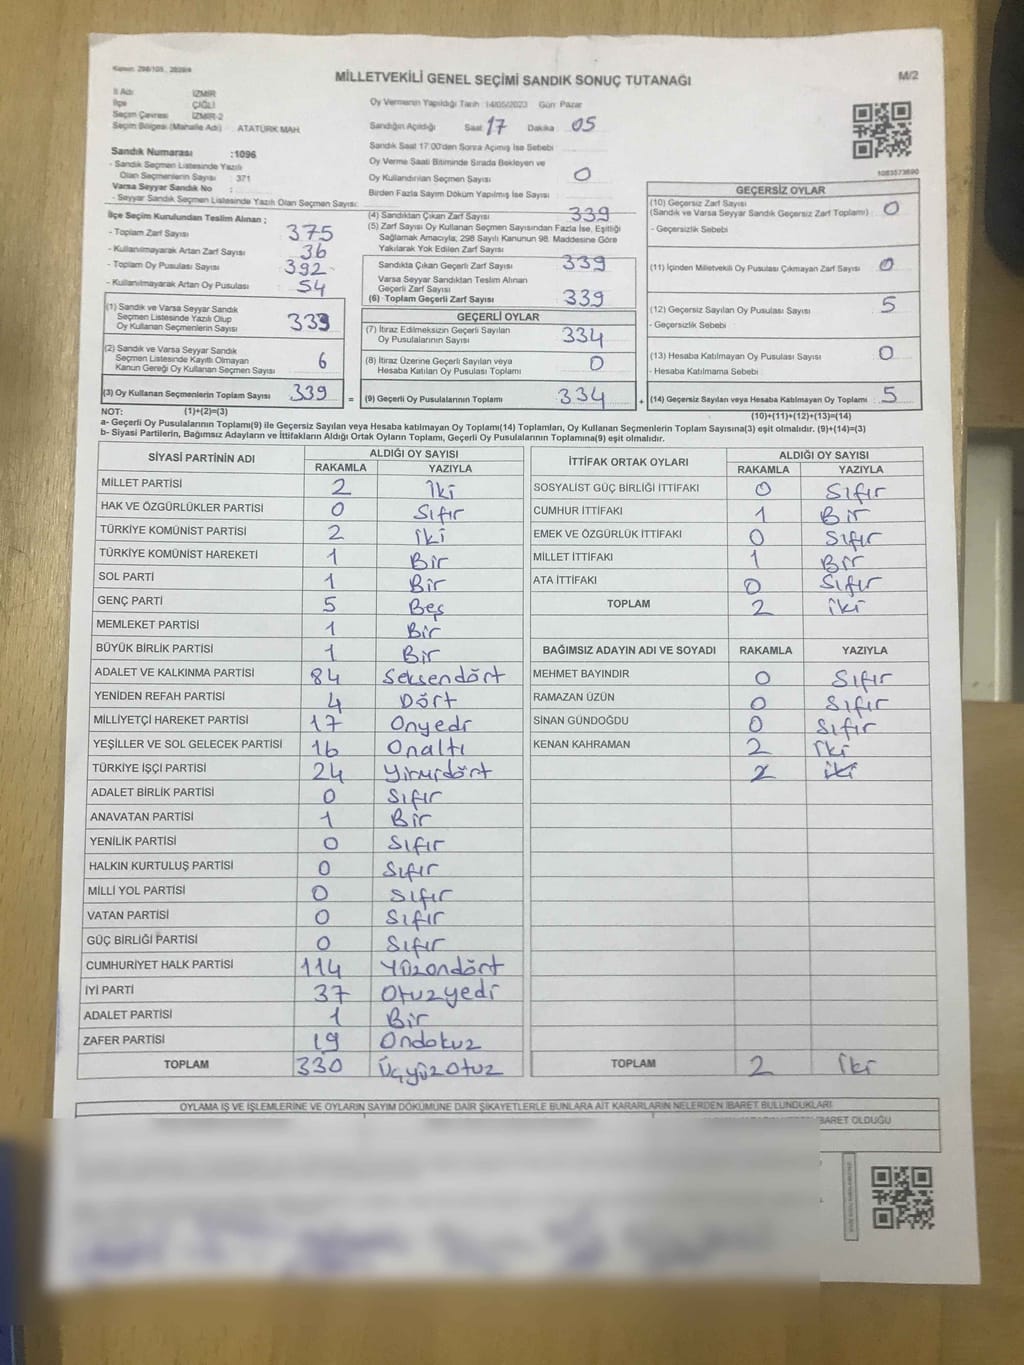 Kanun: 298/105, 2839/4
MİLLETVEKİLİ GENEL SEÇİMİ SANDIK SONUÇ TUTANAĞI
M/2
İl Adı İZMİR
İlçe ÇİĞLİ
Seçim Çevresi İZMİR-2
Seçim Bölgesi (Mahalle Adı) ATATÜRK MAH.
Sandık Numarası :1096
- Sandık Seçmen Listesinde Yazılı
Olan Seçmenlerin Sayısı : 371
Varsa Seyyar Sandık No :
- Seyyar Sandık Seçmen Listesinde Yazılı Olan Seçmen Sayısı:
Oy Vermenin Yapıldığı Tarih 14/05/2023 Gün: Pazar
Sandığın Açıldığı Saat 17 Dakika 05
Sandık Saat 17:00'den Sonra Açılmış İse Sebebi
Oy Verme Saati Bitiminde Sırada Bekleyen ve
Oy Kullandırılan Seçmen Sayısı 0
Birden Fazla Sayım Döküm Yapılmış İse Sayısı
1083573690
İlçe Seçim Kurulundan Teslim Alınan ;
- Toplam Zarf Sayısı 375
- Kullanılmayarak Artan Zarf Sayısı 36
- Toplam Oy Pusulası Sayısı 392
- Kullanılmayarak Artan Oy Pusulası 54
(1) Sandık ve Varsa Seyyar Sandık
Seçmen Listesinde Yazılı Olup
Oy Kullanan Seçmenlerin Sayısı 333
(2) Sandık ve Varsa Seyyar Sandık
Seçmen Listesinde Kayıtlı Olmayan
Kanun Gereği Oy Kullanan Seçmen Sayısı 6
(3) Oy Kullanan Seçmenlerin Toplam Sayısı 339 =
(4) Sandıktan Çıkan Zarf Sayısı 339
(5) Zarf Sayısı Oy Kullanan Seçmen Sayısından Fazla İse, Eşitliği
Sağlamak Amacıyla; 298 Sayılı Kanunun 98. Maddesine Göre
Yakılarak Yok Edilen Zarf Sayısı
Sandıkta Çıkan Geçerli Zarf Sayısı 339
Varsa Seyyar Sandıktan Teslim Alınan
Geçerli Zarf Sayısı
(6) Toplam Geçerli Zarf Sayısı 339
GEÇERLİ OYLAR
(7) İtiraz Edilmeksizin Geçerli Sayılan
Oy Pusulalarının Sayısı 334
(8) İtiraz Üzerine Geçerli Sayılan veya
Hesaba Katılan Oy Pusulası Toplamı 0
(9) Geçerli Oy Pusulalarının Toplamı 334 +
GEÇERSİZ OYLAR
(10) Geçersiz Zarf Sayısı 0
(Sandık ve Varsa Seyyar Sandık Geçersiz Zarf Toplamı)
- Geçersizlik Sebebi
(11) İçinden Milletvekili Oy Pusulası Çıkmayan Zarf Sayısı 0
(12) Geçersiz Sayılan Oy Pusulası Sayısı 5
- Geçersizlik Sebebi
(13) Hesaba Katılmayan Oy Pusulası Sayısı 0
- Hesaba Katılmama Sebebi
(14) Geçersiz Sayılan veya Hesaba Katılmayan Oy Toplamı 5
NOT: (1)+(2)=(3) (10)+(11)+(12)+(13)=(14)
a- Geçerli Oy Pusulalarının Toplamı(9) ile Geçersiz Sayılan veya Hesaba katılmayan Oy Toplamı(14) Toplamları, Oy Kullanan Seçmenlerin Toplam Sayısına(3) eşit olmalıdır. (9)+(14)=(3)
b- Siyasi Partilerin, Bağımsız Adayların ve İttifakların Aldığı Ortak Oyların Toplamı, Geçerli Oy Pusulalarının Toplamına(9) eşit olmalıdır.
SİYASİ PARTİNİN ADI ALDIĞI OY SAYISI
RAKAMLA YAZIYLA
MİLLET PARTİSİ 2 İki
HAK VE ÖZGÜRLÜKLER PARTİSİ 0 Sıfır
TÜRKİYE KOMÜNİST PARTİSİ 2 iki
TÜRKİYE KOMÜNİST HAREKETİ 1 Bir
SOL PARTİ 1 Bir
GENÇ PARTİ 5 Beş
MEMLEKET PARTİSİ 1 Bir
BÜYÜK BİRLİK PARTİSİ 1 Bir
ADALET VE KALKINMA PARTİSİ 84 Seksendört
YENİDEN REFAH PARTİSİ 4 Dört
MİLLİYETÇİ HAREKET PARTİSİ 17 Onyedi
YEŞİLLER VE SOL GELECEK PARTİSİ 16 Onaltı
TÜRKİYE İŞÇİ PARTİSİ 24 Yirmidört
ADALET BİRLİK PARTİSİ 0 Sıfır
ANAVATAN PARTİSİ 1 Bir
YENİLİK PARTİSİ 0 Sıfır
HALKIN KURTULUŞ PARTİSİ 0 Sıfır
MİLLİ YOL PARTİSİ 0 Sıfır
VATAN PARTİSİ 0 Sıfır
GÜÇ BİRLİĞİ PARTİSİ 0 Sıfır
CUMHURİYET HALK PARTİSİ 114 Yüzondört
İYİ PARTİ 37 Otuzyedi
ADALET PARTİSİ 1 Bir
ZAFER PARTİSİ 19 Ondokuz
TOPLAM 330 Üçyüzotuz
İTTİFAK ORTAK OYLARI ALDIĞI OY SAYISI
RAKAMLA YAZIYLA
SOSYALİST GÜÇ BİRLİĞİ İTTİFAKI 0 Sıfır
CUMHUR İTTİFAKI 1 Bir
EMEK VE ÖZGÜRLÜK İTTİFAKI 0 Sıfır
MİLLET İTTİFAKI 1 Bir
ATA İTTİFAKI 0 Sıfır
TOPLAM 2 iki
BAĞIMSIZ ADAYIN ADI VE SOYADI RAKAMLA YAZIYLA
MEHMET BAYINDIR 0 Sıfır
RAMAZAN ÜZÜN 0 Sıfır
SİNAN GÜNDOĞDU 0 Sıfır
KENAN KAHRAMAN 2 İki
2 iki
TOPLAM 2 İki
OYLAMA İŞ VE İŞLEMLERİNE VE OYLARIN SAYIM DÖKÜMÜNE DAİR ŞİKAYETLERLE BUNLARA AİT KARARLARIN NELERDEN İBARET BULUNDUKLARI
İBARET OLDUĞU